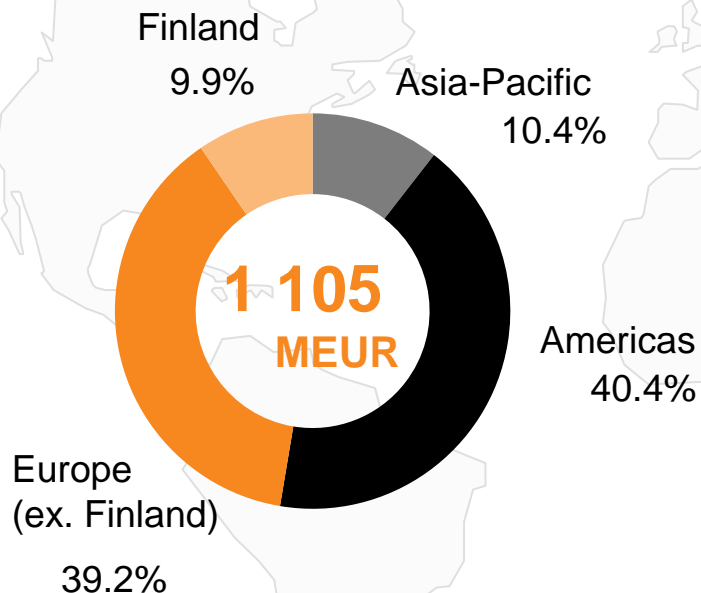 Finland
9.9%
Asia-Pacific
10.4%
1 105
MEUR
Americas
40.4%
Europe
(ex. Finland)
39.2%